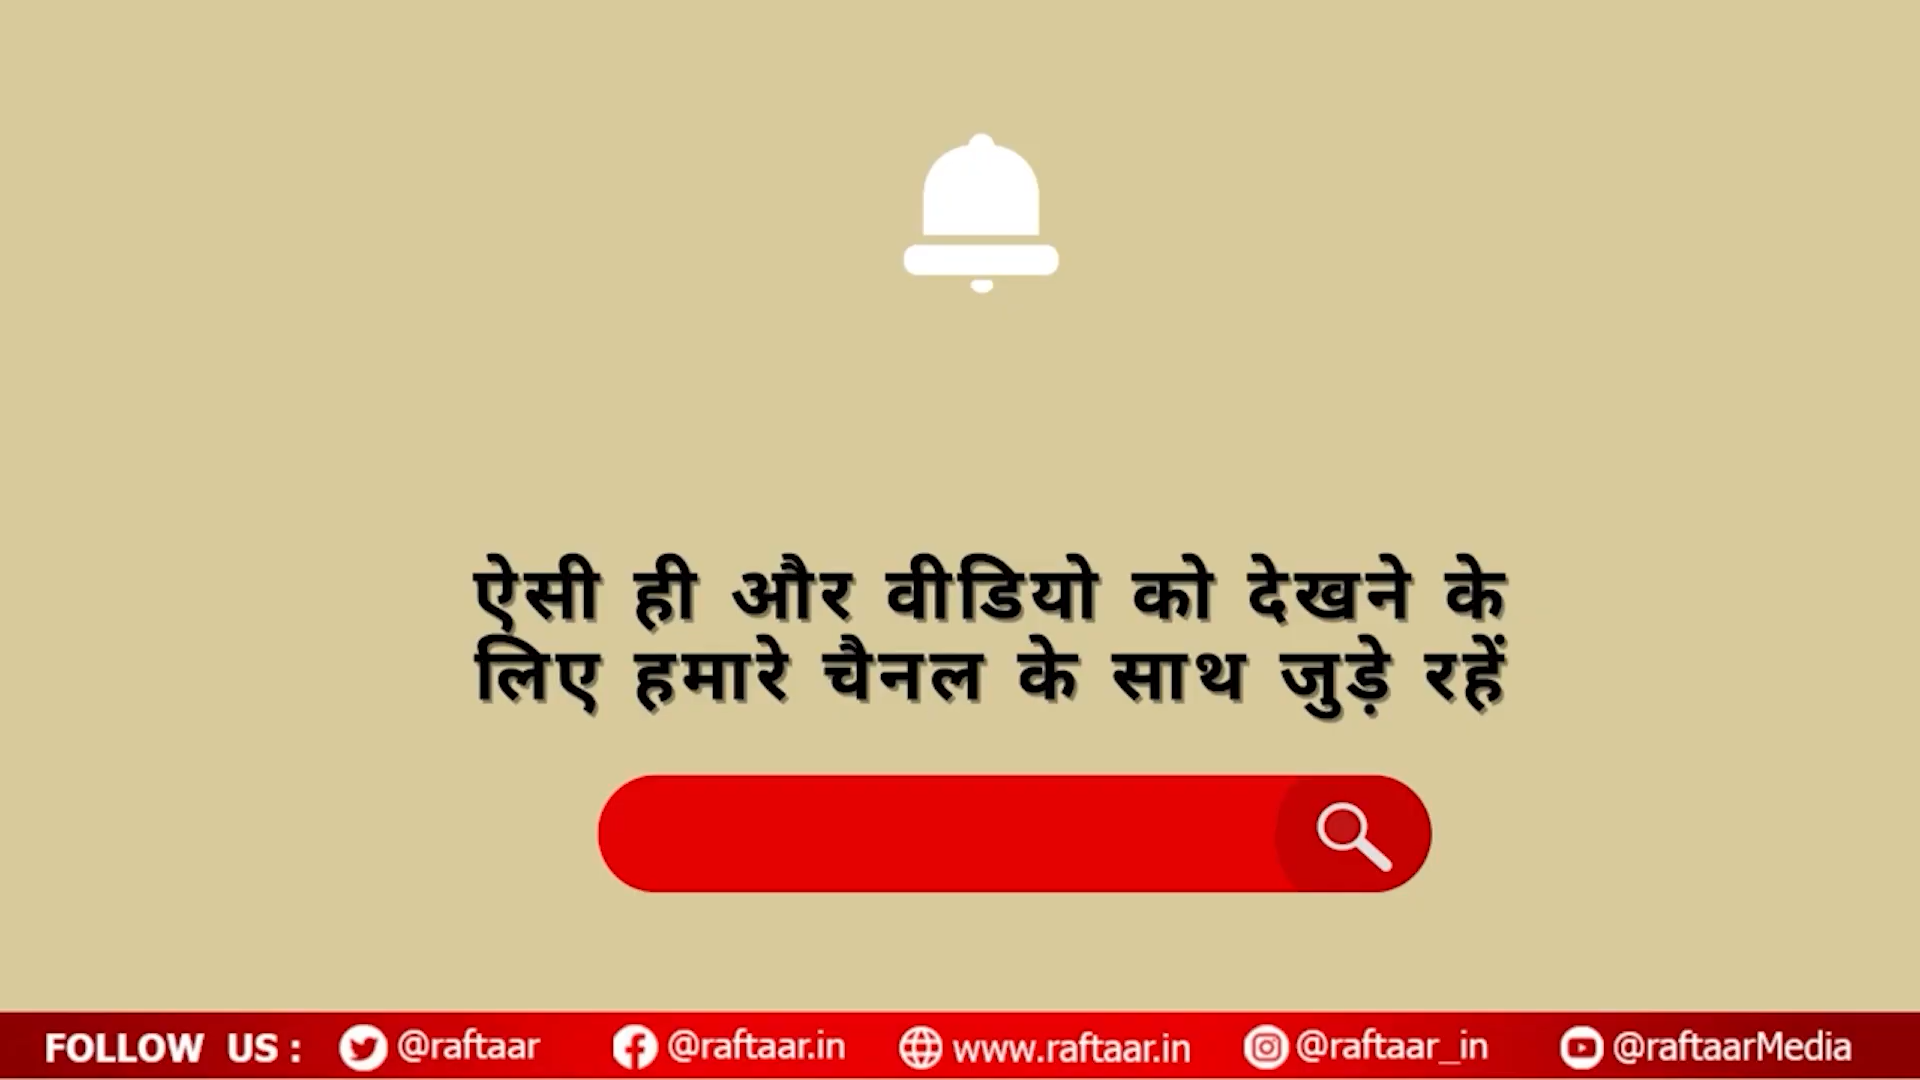 ऐसी ही और वीडियो को देखने के
लिए हमारे चैनल के साथ जुड़े रहें
FOLLOW US : @raftaar @raftaar.in www.raftaar.in @raftaar_in @raftaarMedia